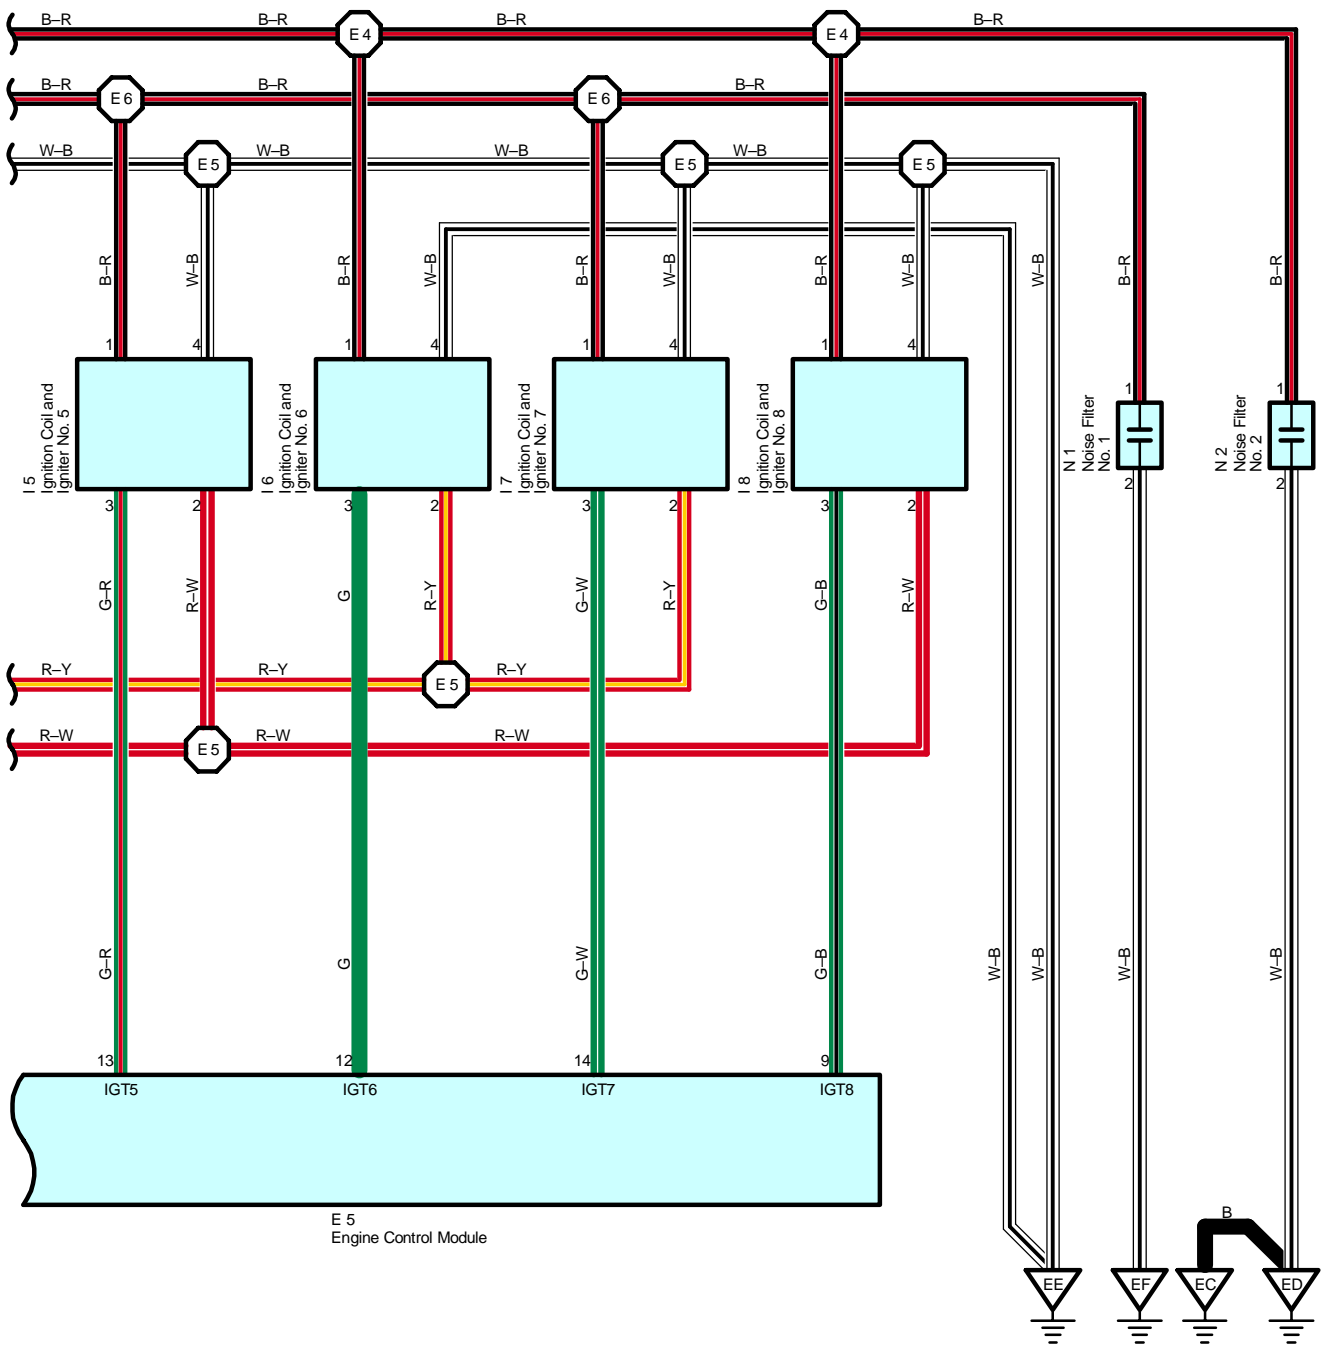 B–R B–R B–R
E 4 E 4
B–R B–R B–R
E 6 E 6
W–B W–B W–B W–B
E 5 E 5 E 5
B–R W–B B–R W–B B–R W–B B–R W–B W–B B–R B–R
1 4 1 4 1 4 1 4
1 1
I 5
Ignition Coil and
Igniter No. 5
I 6
Ignition Coil and
Igniter No. 6
I 7
Ignition Coil and
Igniter No. 7
I 8
Ignition Coil and
Igniter No. 8
N 1
Noise Filter
No. 1
N 2
Noise Filter
No. 2
2 2
3 2 3 2 3 2 3 2
G–R R–W G R–Y G–W R–Y G–B R–W
R–Y R–Y R–Y
E 5
R–W R–W R–W
E 5
G–R G G–W G–B W–B W–B W–B W–B
13 12 14 9
IGT5 IGT6 IGT7 IGT8
E 5
Engine Control Module
B
EE EF EC ED